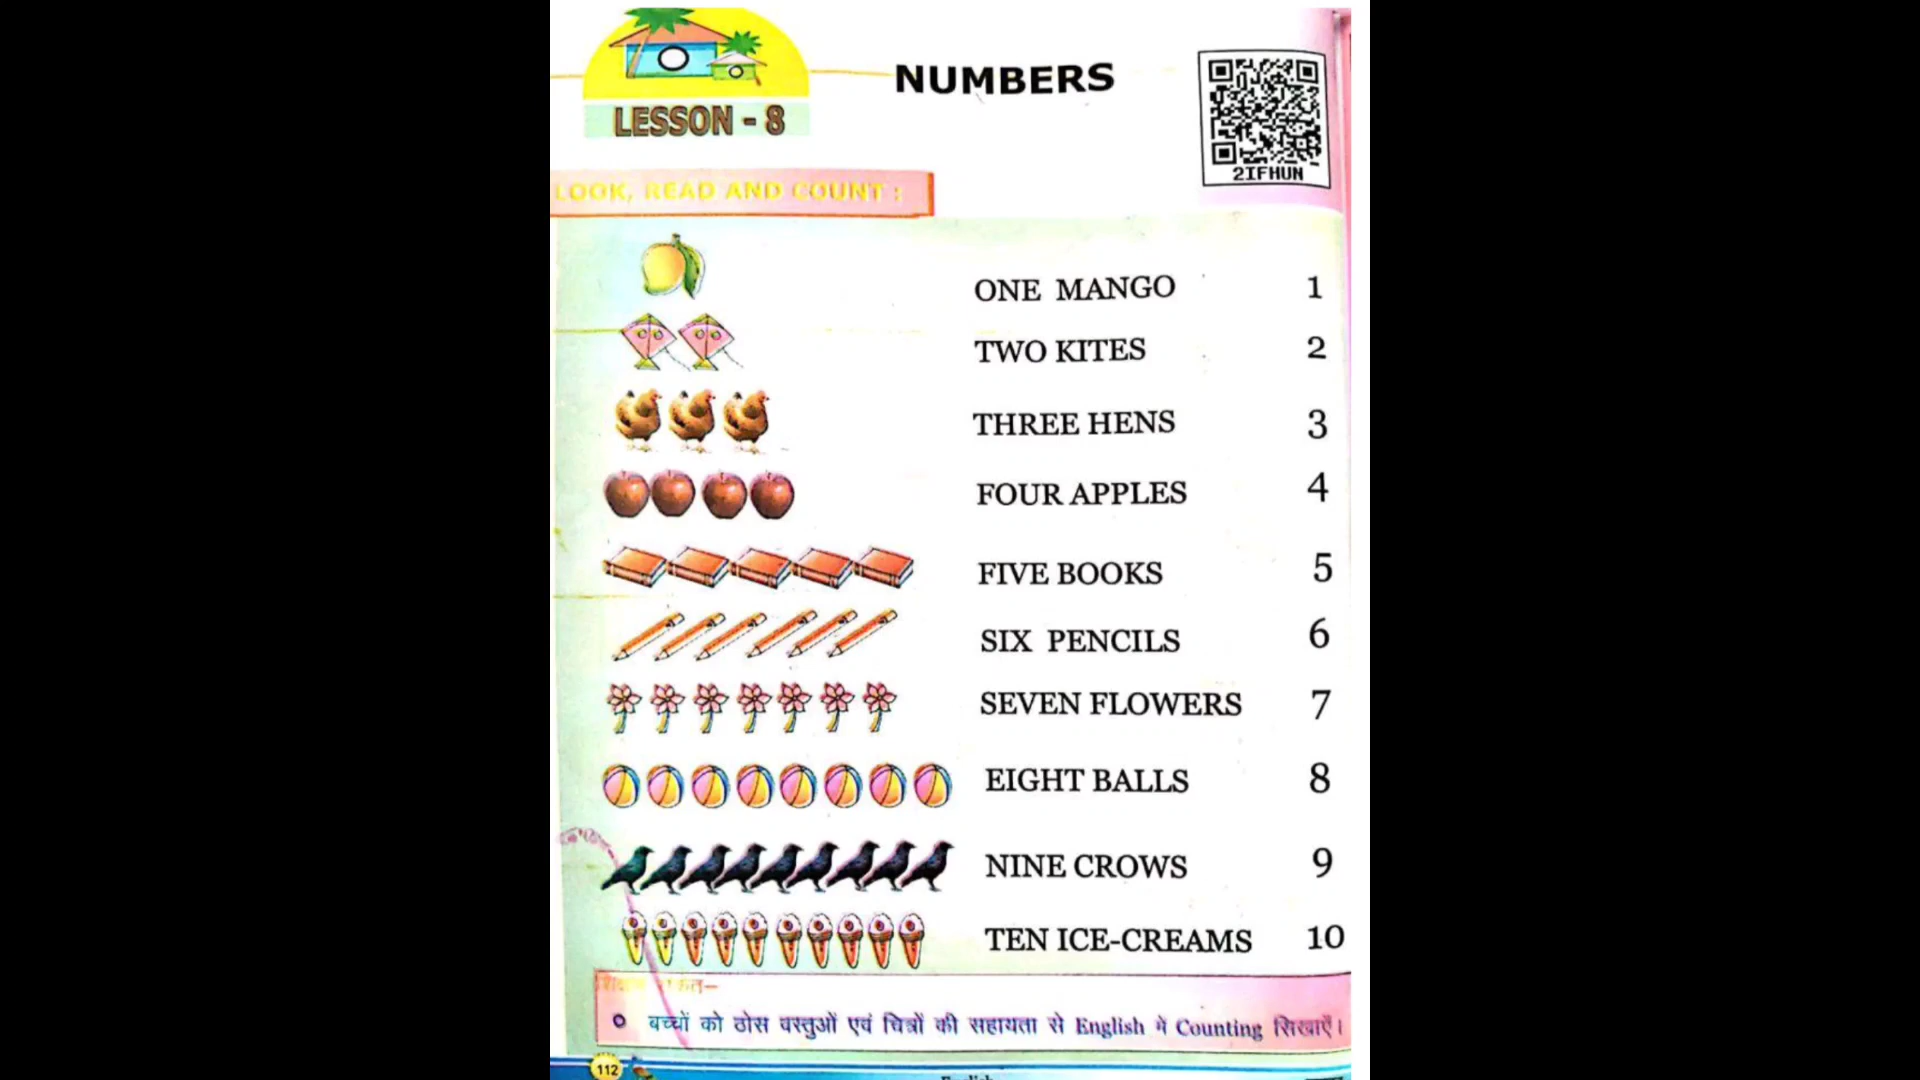 NUMBERS
LESSON - 8
2IFHUN
LOOK, READ AND COUNT :
ONE MANGO 1
TWO KITES 2
THREE HENS 3
FOUR APPLES 4
FIVE BOOKS 5
SIX PENCILS 6
SEVEN FLOWERS 7
EIGHT BALLS 8
NINE CROWS 9
TEN ICE-CREAMS 10
बच्चों को ठोस वस्तुओं एवं चित्रों की सहायता से English में Counting सिखाएँ।
112
English